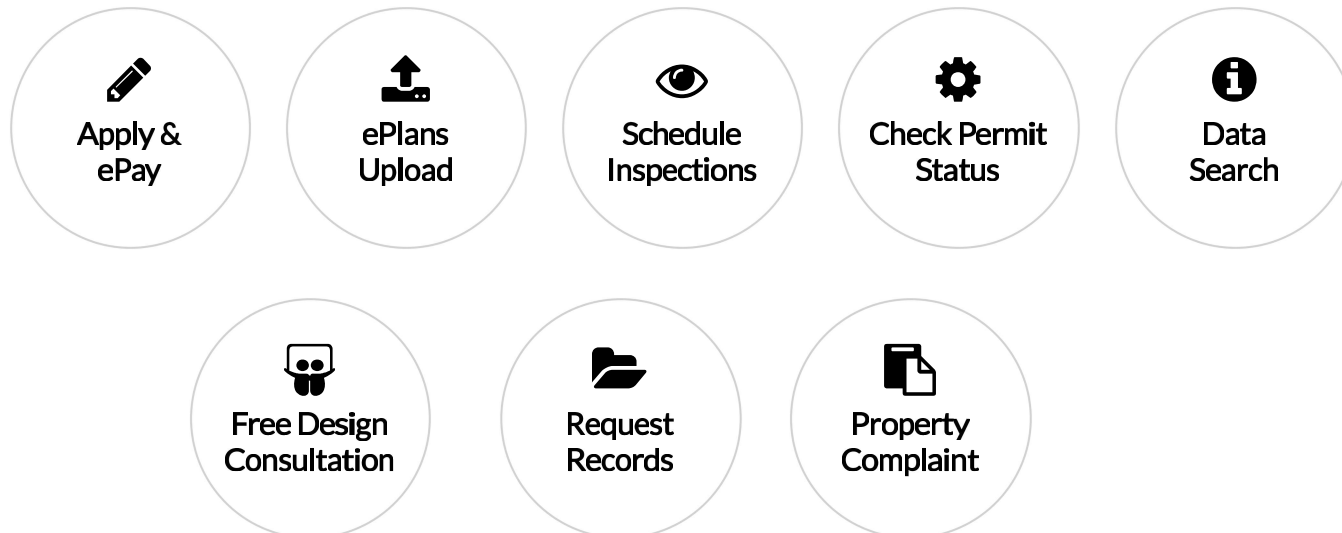 Apply &
ePay
ePlans
Upload
Schedule
Inspections
Check Permit
Status
Data
Search
Free Design
Consultation
Request
Records
Property
Complaint